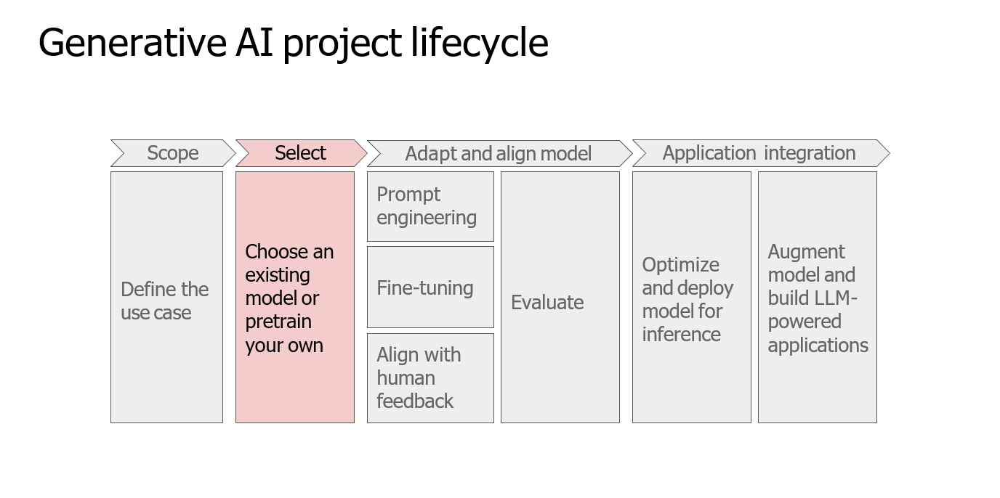 Generative AI project lifecycle
Scope
Select
Adapt and align model
Application integration
Define the
use case
Choose an
existing
model or
pretrain
your own
Prompt
engineering
Fine-tuning
Align with
human
feedback
Evaluate
Optimize
and deploy
model for
inference
Augment
model and
build LLM-
powered
applications